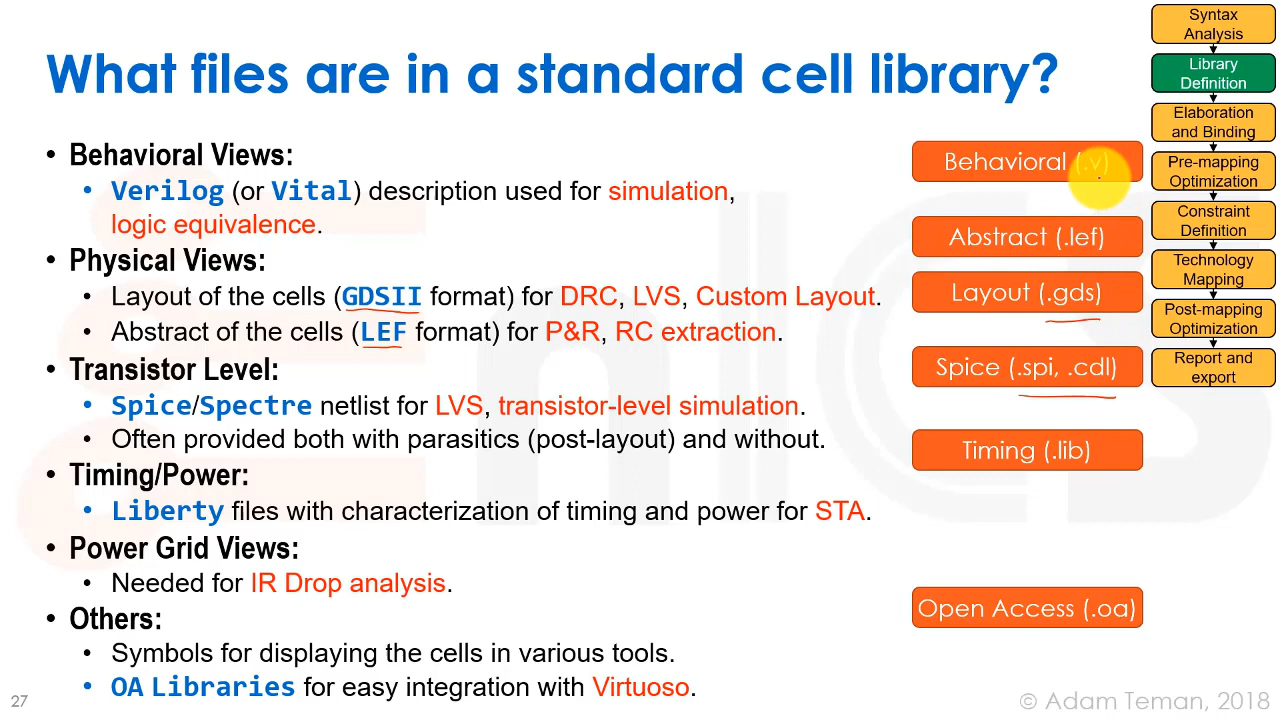 What files are in a standard cell library?
• Behavioral Views:
• Verilog (or Vital) description used for simulation,
logic equivalence.
• Physical Views:
• Layout of the cells (GDSII format) for DRC, LVS, Custom Layout.
• Abstract of the cells (LEF format) for P&R, RC extraction.
• Transistor Level:
• Spice/Spectre netlist for LVS, transistor-level simulation.
• Often provided both with parasitics (post-layout) and without.
• Timing/Power:
• Liberty files with characterization of timing and power for STA.
• Power Grid Views:
• Needed for IR Drop analysis.
• Others:
• Symbols for displaying the cells in various tools.
• OA Libraries for easy integration with Virtuoso.
Behavioral (.v)
Abstract (.lef)
Layout (.gds)
Spice (.spi, .cdl)
Timing (.lib)
Open Access (.oa)
Syntax
Analysis
Library
Definition
Elaboration
and Binding
Pre-mapping
Optimization
Constraint
Definition
Technology
Mapping
Post-mapping
Optimization
Report and
export
27
© Adam Teman, 2018
EnICS